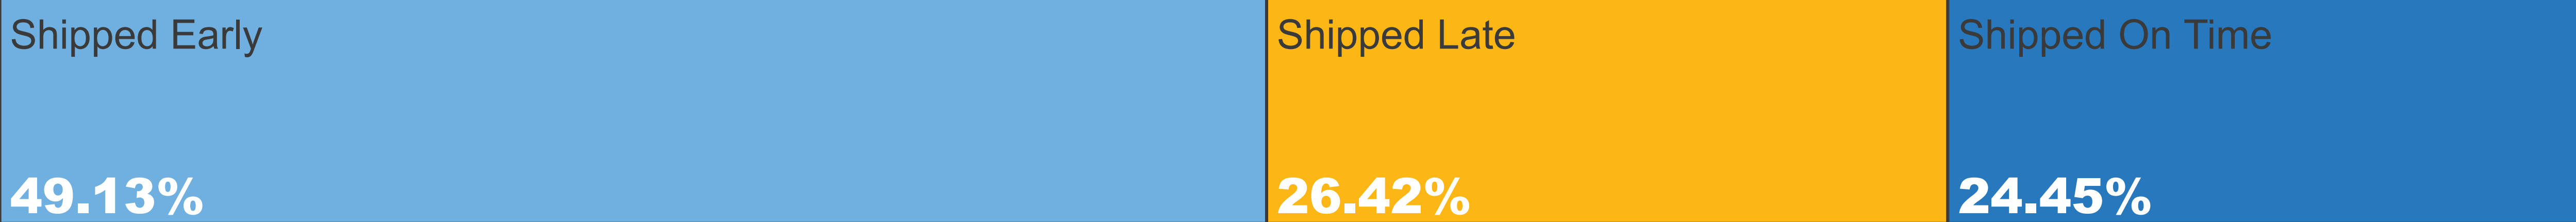 Shipped Early
49.13%
Shipped Late
26.42%
Shipped On Time
24.45%